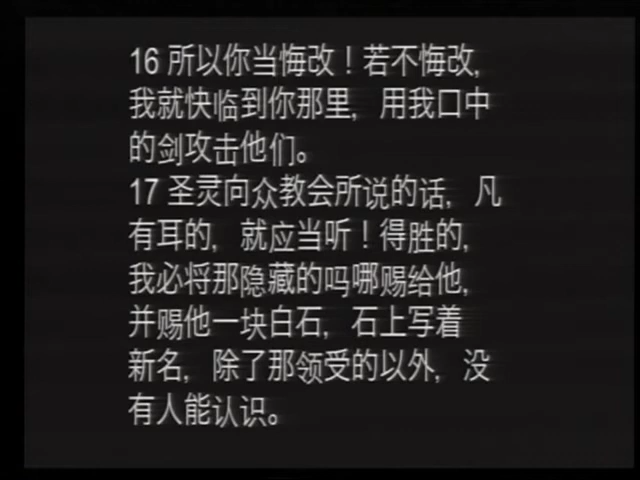 16 所以你当悔改！若不悔改,
我就快临到你那里, 用我口中
的剑攻击他们。
17 圣灵向众教会所说的话, 凡
有耳的, 就应当听！得胜的,
我必将那隐藏的吗哪赐给他,
并赐他一块白石, 石上写着
新名, 除了那领受的以外, 没
有人能认识。